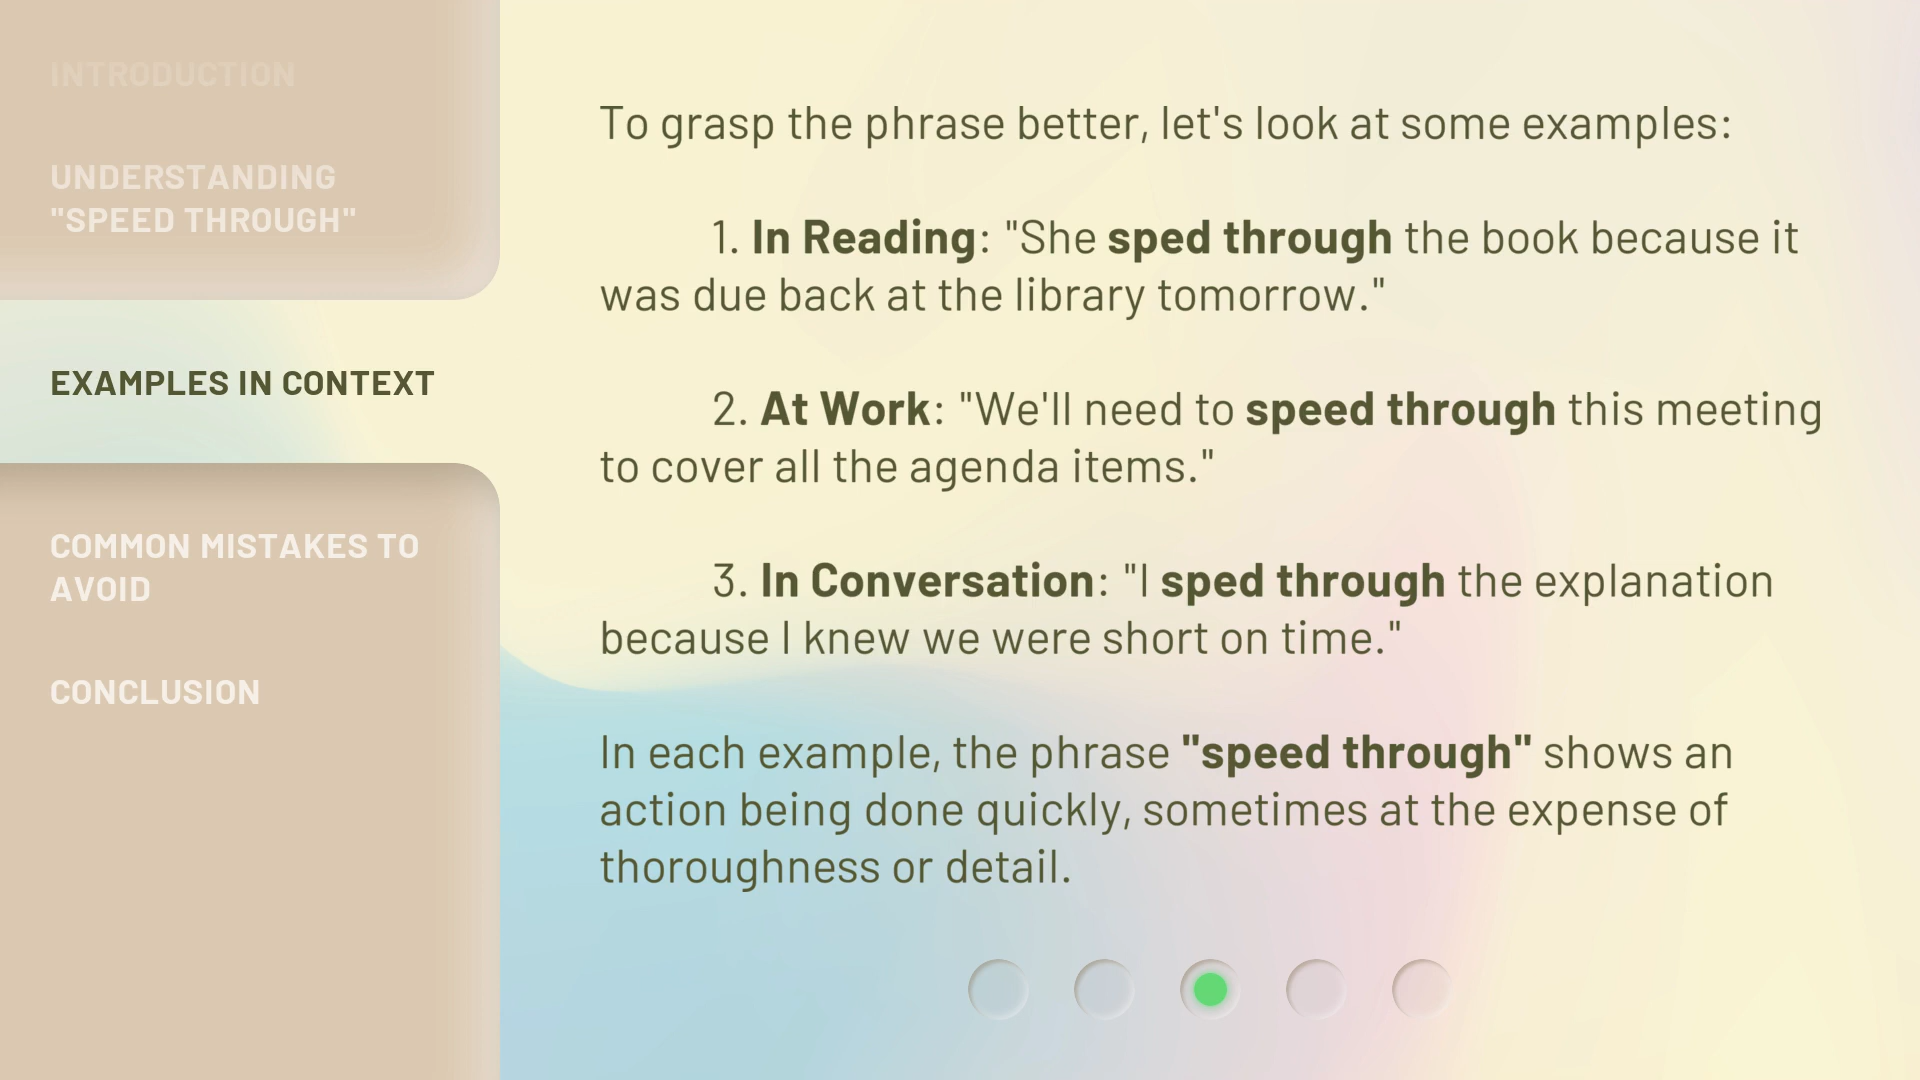 INTRODUCTION
UNDERSTANDING
"SPEED THROUGH"
EXAMPLES IN CONTEXT
COMMON MISTAKES TO
AVOID
CONCLUSION
To grasp the phrase better, let's look at some examples:
1. In Reading: "She sped through the book because it
was due back at the library tomorrow."
2. At Work: "We'll need to speed through this meeting
to cover all the agenda items."
3. In Conversation: "I sped through the explanation
because I knew we were short on time."
In each example, the phrase "speed through" shows an
action being done quickly, sometimes at the expense of
thoroughness or detail.